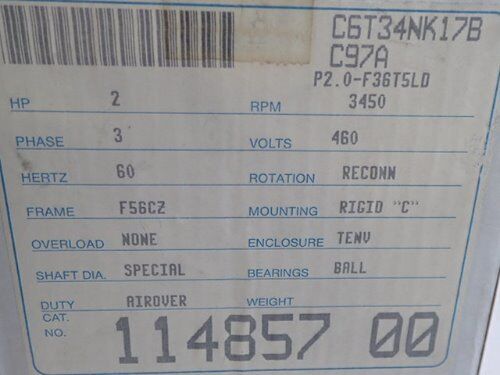 C6T34NK17B
C97A
P2.0-F36T5LD
HP 2 RPM 3450
PHASE 3 VOLTS 460
HERTZ 60 ROTATION RECONN
FRAME F56CZ MOUNTING RIGID "C"
OVERLOAD NONE ENCLOSURE TENV
SHAFT DIA. SPECIAL BEARINGS BALL
DUTY AIROVER WEIGHT
CAT. NO. 114857 00